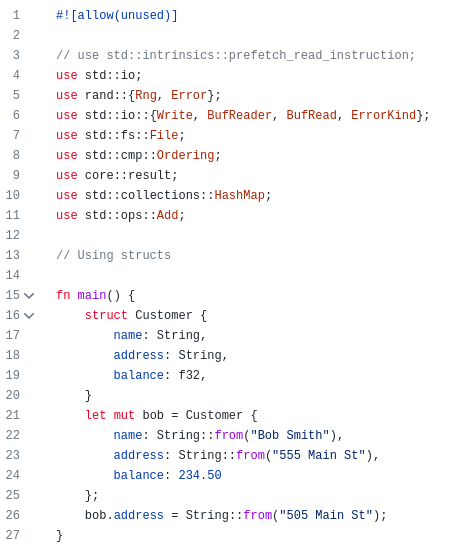 1 #![allow(unused)]
2
3 // use std::intrinsics::prefetch_read_instruction;
4 use std::io;
5 use rand::{Rng, Error};
6 use std::io::{Write, BufReader, BufRead, ErrorKind};
7 use std::fs::File;
8 use std::cmp::Ordering;
9 use core::result;
10 use std::collections::HashMap;
11 use std::ops::Add;
12
13 // Using structs
14
15 fn main() {
16     struct Customer {
17         name: String,
18         address: String,
19         balance: f32,
20     }
21     let mut bob = Customer {
22         name: String::from("Bob Smith"),
23         address: String::from("555 Main St"),
24         balance: 234.50
25     };
26     bob.address = String::from("505 Main St");
27 }